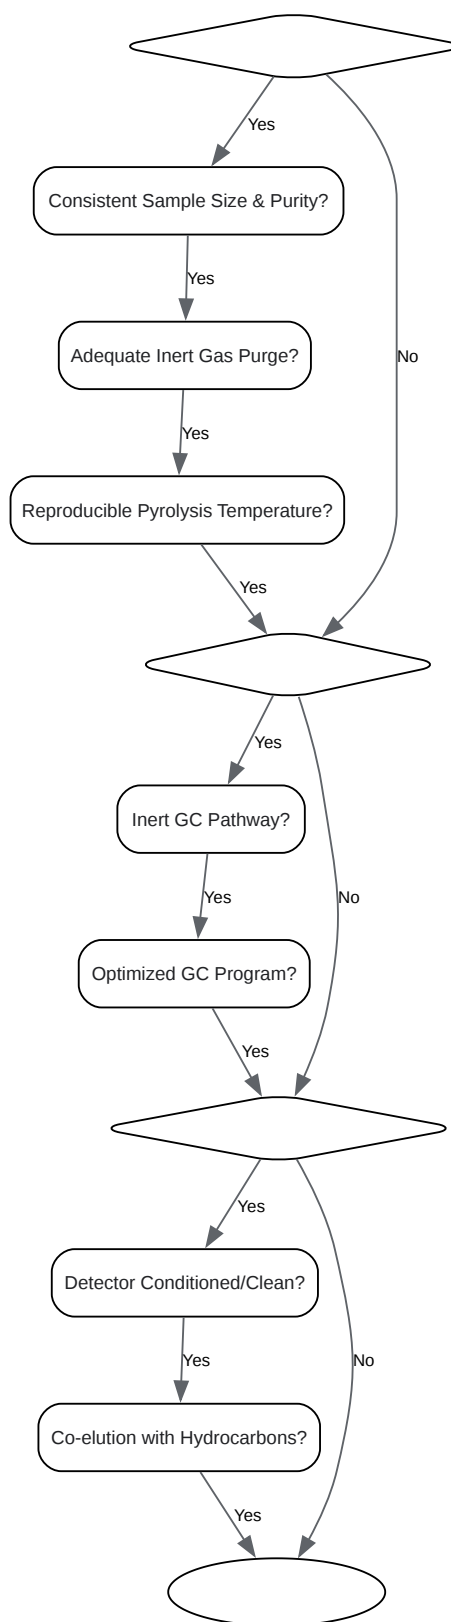 Yes
Consistent Sample Size & Purity?
Yes
Adequate Inert Gas Purge?
No
Yes
Reproducible Pyrolysis Temperature?
Yes
Yes
Inert GC Pathway?
Yes
No
Optimized GC Program?
Yes
Yes
Detector Conditioned/Clean?
Yes
No
Co-elution with Hydrocarbons?
Yes